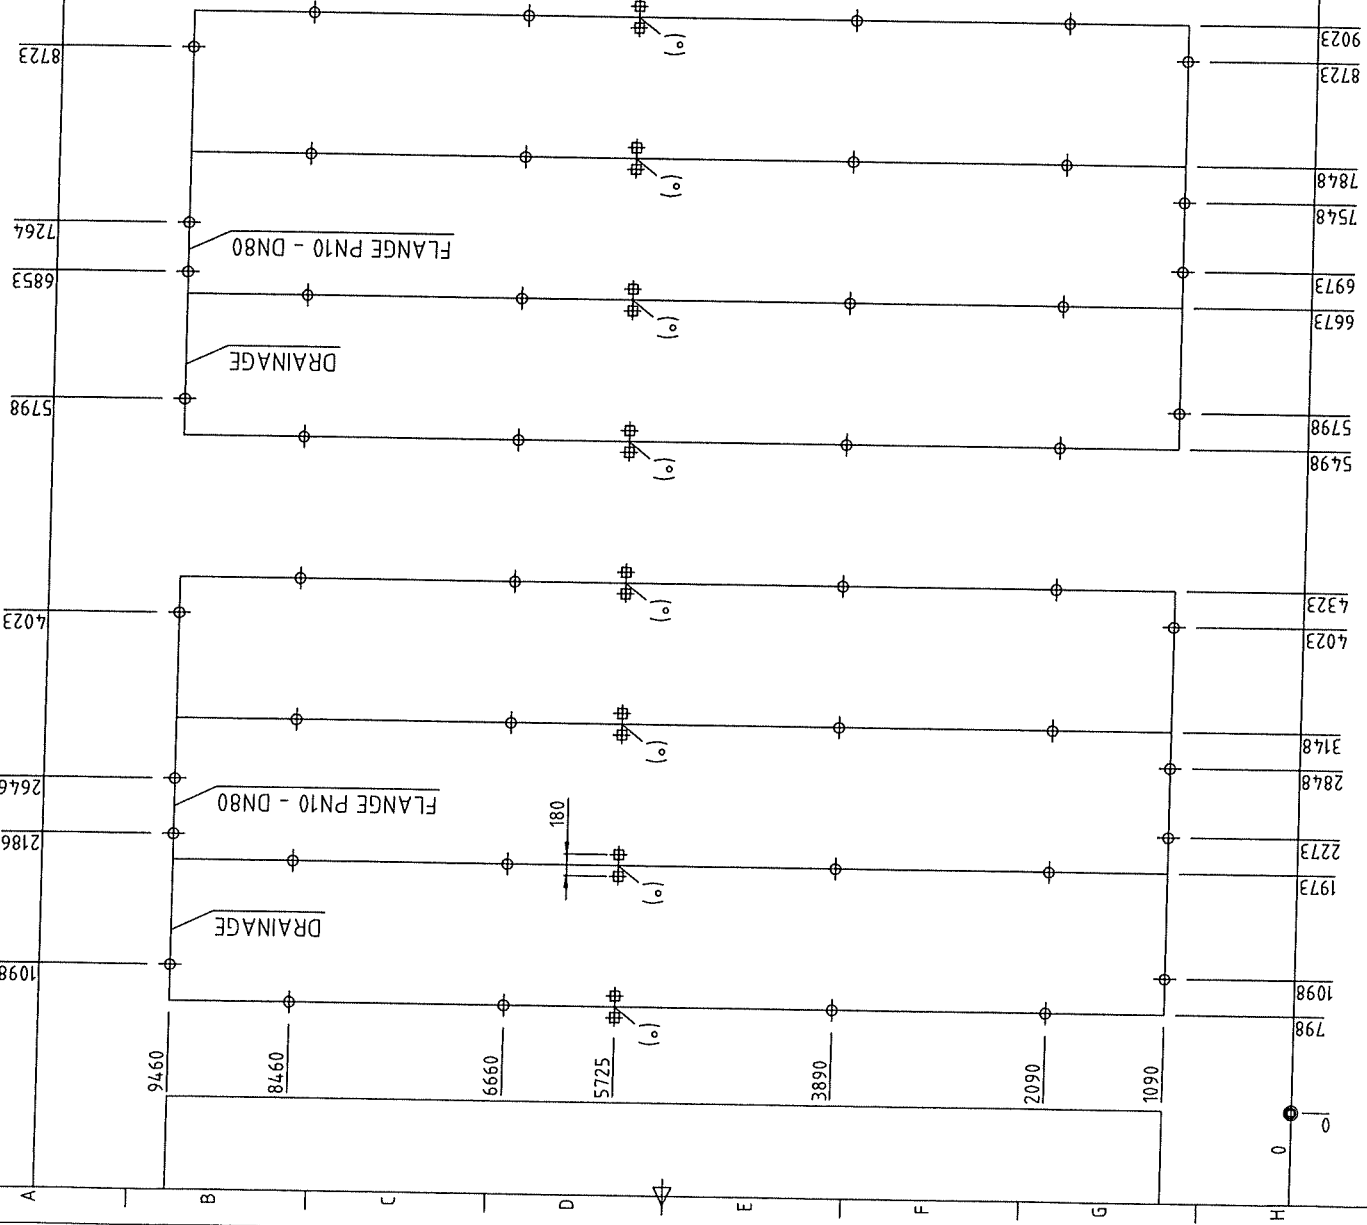 9023
8723
8723
(o)
7848
(o)
7548
7264
FLANGE PN10 - DN80
6853
6973
6673
(o)
DRAINAGE
5798
5798
5498
(o)
4323
4023
4023
(o)
3148
(o)
2848
2646
FLANGE PN10 - DN80
180
2186
2273
1973
(o)
DRAINAGE
1098
1098
798
(o)
9460
8460
6660
5725
3890
2090
1090
0
0
A
B
C
D
E
F
G
H